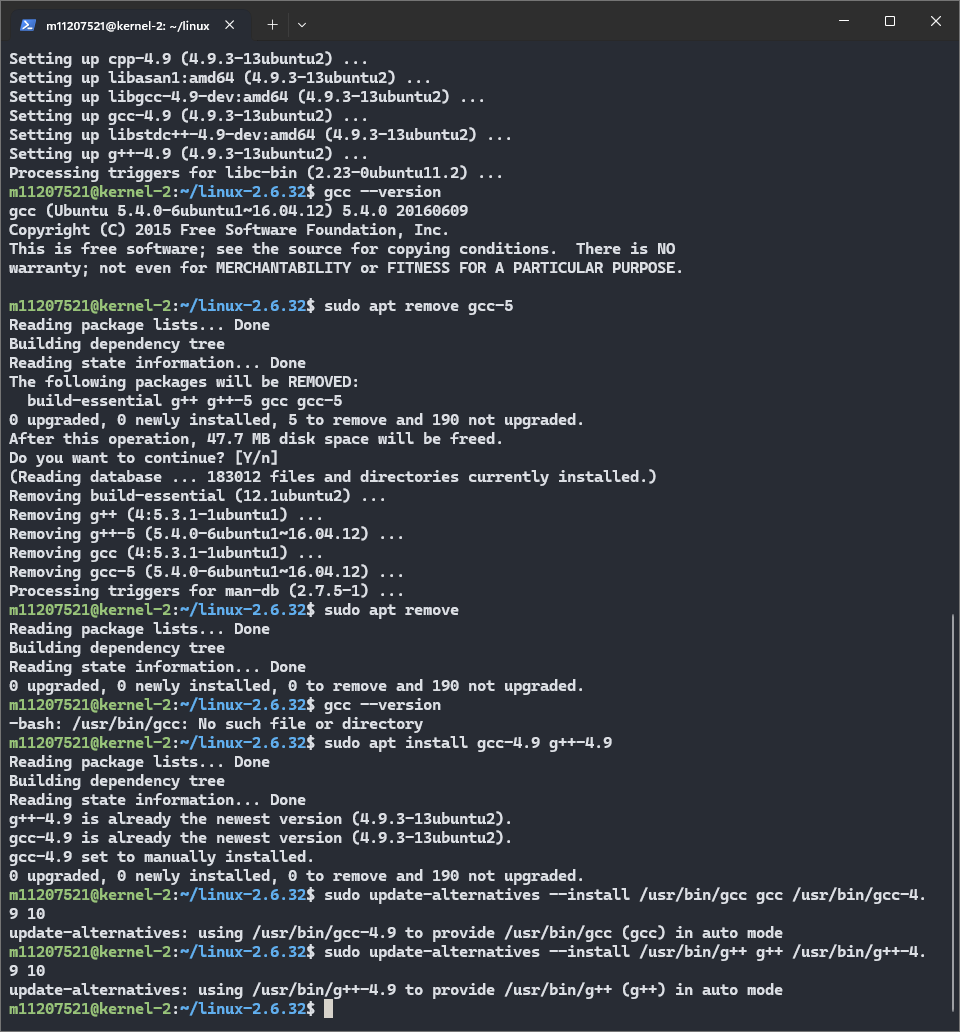 m11207521@kernel-2: ~/linux
Setting up cpp-4.9 (4.9.3-13ubuntu2) ...
Setting up libasan1:amd64 (4.9.3-13ubuntu2) ...
Setting up libgcc-4.9-dev:amd64 (4.9.3-13ubuntu2) ...
Setting up gcc-4.9 (4.9.3-13ubuntu2) ...
Setting up libstdc++-4.9-dev:amd64 (4.9.3-13ubuntu2) ...
Setting up g++-4.9 (4.9.3-13ubuntu2) ...
Processing triggers for libc-bin (2.23-0ubuntu11.2) ...
m11207521@kernel-2:~/linux-2.6.32$ gcc --version
gcc (Ubuntu 5.4.0-6ubuntu1~16.04.12) 5.4.0 20160609
Copyright (C) 2015 Free Software Foundation, Inc.
This is free software; see the source for copying conditions.  There is NO
warranty; not even for MERCHANTABILITY or FITNESS FOR A PARTICULAR PURPOSE.
m11207521@kernel-2:~/linux-2.6.32$ sudo apt remove gcc-5
Reading package lists... Done
Building dependency tree
Reading state information... Done
The following packages will be REMOVED:
  build-essential g++ g++-5 gcc gcc-5
0 upgraded, 0 newly installed, 5 to remove and 190 not upgraded.
After this operation, 47.7 MB disk space will be freed.
Do you want to continue? [Y/n]
(Reading database ... 183012 files and directories currently installed.)
Removing build-essential (12.1ubuntu2) ...
Removing g++ (4:5.3.1-1ubuntu1) ...
Removing g++-5 (5.4.0-6ubuntu1~16.04.12) ...
Removing gcc (4:5.3.1-1ubuntu1) ...
Removing gcc-5 (5.4.0-6ubuntu1~16.04.12) ...
Processing triggers for man-db (2.7.5-1) ...
m11207521@kernel-2:~/linux-2.6.32$ sudo apt remove
Reading package lists... Done
Building dependency tree
Reading state information... Done
0 upgraded, 0 newly installed, 0 to remove and 190 not upgraded.
m11207521@kernel-2:~/linux-2.6.32$ gcc --version
-bash: /usr/bin/gcc: No such file or directory
m11207521@kernel-2:~/linux-2.6.32$ sudo apt install gcc-4.9 g++-4.9
Reading package lists... Done
Building dependency tree
Reading state information... Done
g++-4.9 is already the newest version (4.9.3-13ubuntu2).
gcc-4.9 is already the newest version (4.9.3-13ubuntu2).
gcc-4.9 set to manually installed.
0 upgraded, 0 newly installed, 0 to remove and 190 not upgraded.
m11207521@kernel-2:~/linux-2.6.32$ sudo update-alternatives --install /usr/bin/gcc gcc /usr/bin/gcc-4.
9 10
update-alternatives: using /usr/bin/gcc-4.9 to provide /usr/bin/gcc (gcc) in auto mode
m11207521@kernel-2:~/linux-2.6.32$ sudo update-alternatives --install /usr/bin/g++ g++ /usr/bin/g++-4.
9 10
update-alternatives: using /usr/bin/g++-4.9 to provide /usr/bin/g++ (g++) in auto mode
m11207521@kernel-2:~/linux-2.6.32$